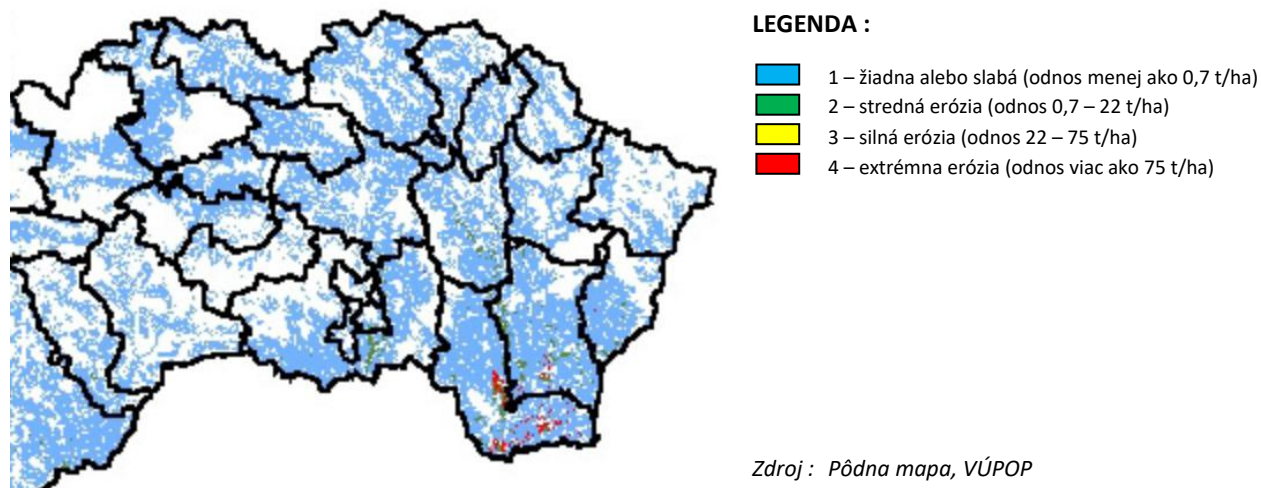 LEGENDA :
1 – žiadna alebo slabá (odnos menej ako 0,7 t/ha)
2 – stredná erózia (odnos 0,7 – 22 t/ha)
3 – silná erózia (odnos 22 – 75 t/ha)
4 – extrémna erózia (odnos viac ako 75 t/ha)
Zdroj : Pôdna mapa, VÚPOP